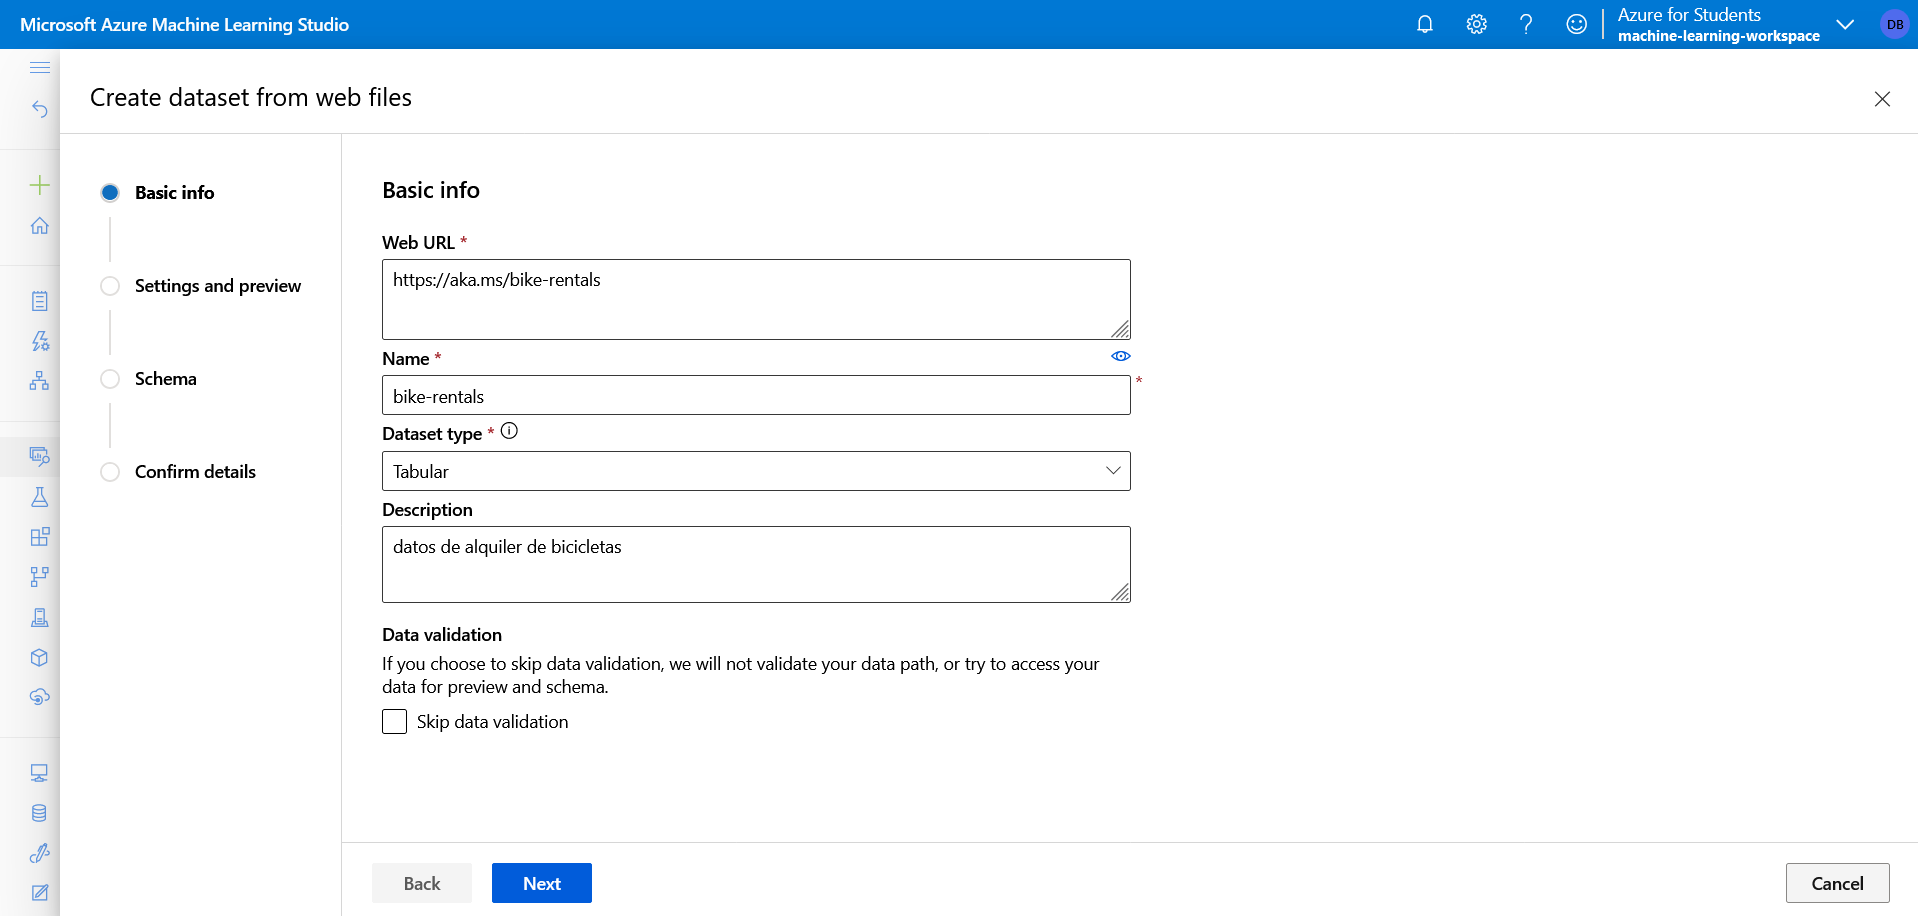 Microsoft Azure Machine Learning Studio
Azure for Students
machine-learning-workspace
DB
Create dataset from web files
Basic info
Settings and preview
Schema
Confirm details
Basic info
Web URL *
https://aka.ms/bike-rentals
Name *
bike-rentals
*
Dataset type *
Tabular
Description
datos de alquiler de bicicletas
Data validation
If you choose to skip data validation, we will not validate your data path, or try to access your
data for preview and schema.
Skip data validation
Back
Next
Cancel